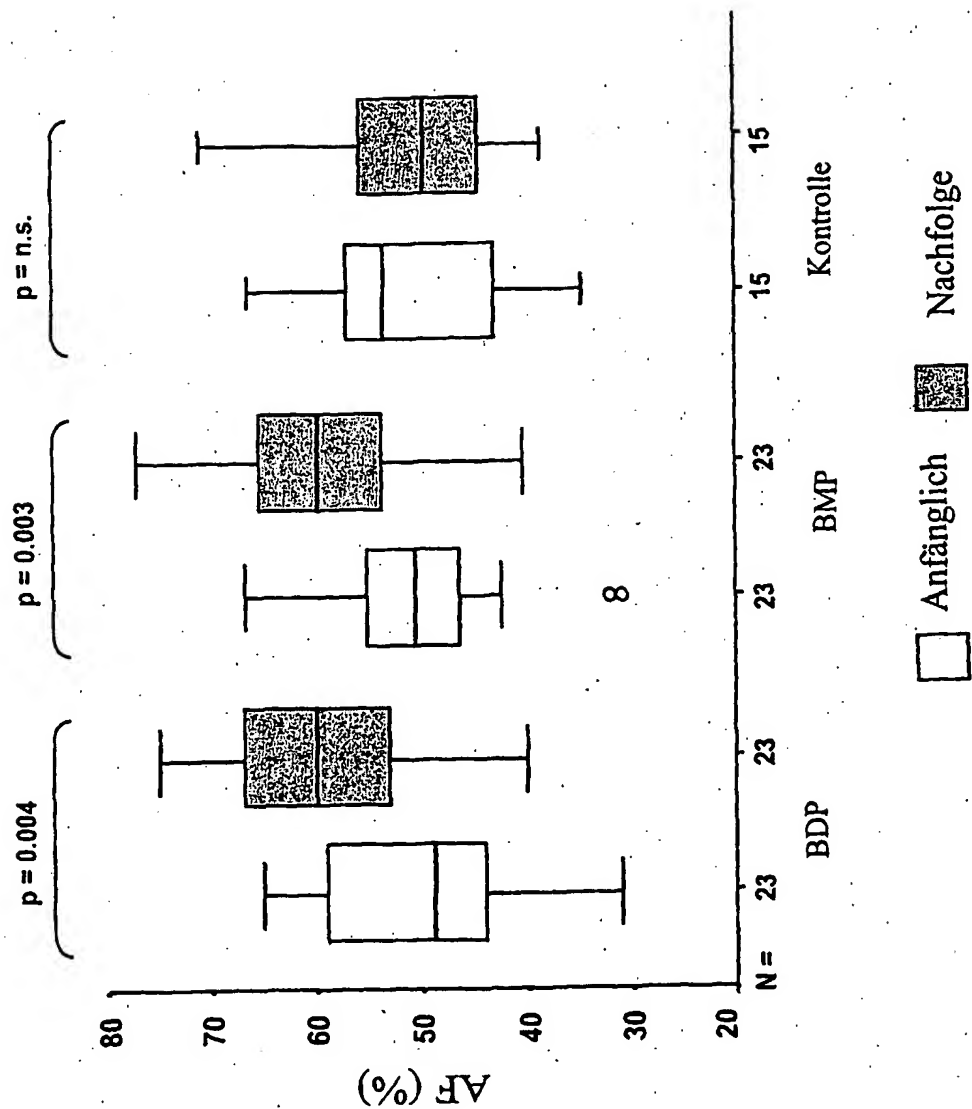 p = 0.004 p = 0.003 p = n.s.
80
70
60
50
40
30
20
AF (%)
8
N = 23 23 23 23 15 15
BDP BMP Kontrolle
Anfänglich Nachfolge